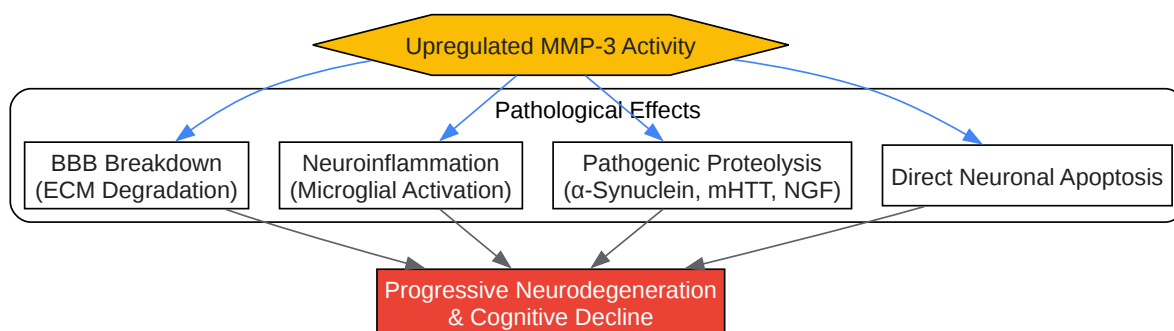 Upregulated MMP-3 Activity
Pathological Effects
BBB Breakdown
(ECM Degradation)
Neuroinflammation
(Microglial Activation)
Pathogenic Proteolysis
(α-Synuclein, mHTT, NGF)
Direct Neuronal Apoptosis
Progressive Neurodegeneration
& Cognitive Decline